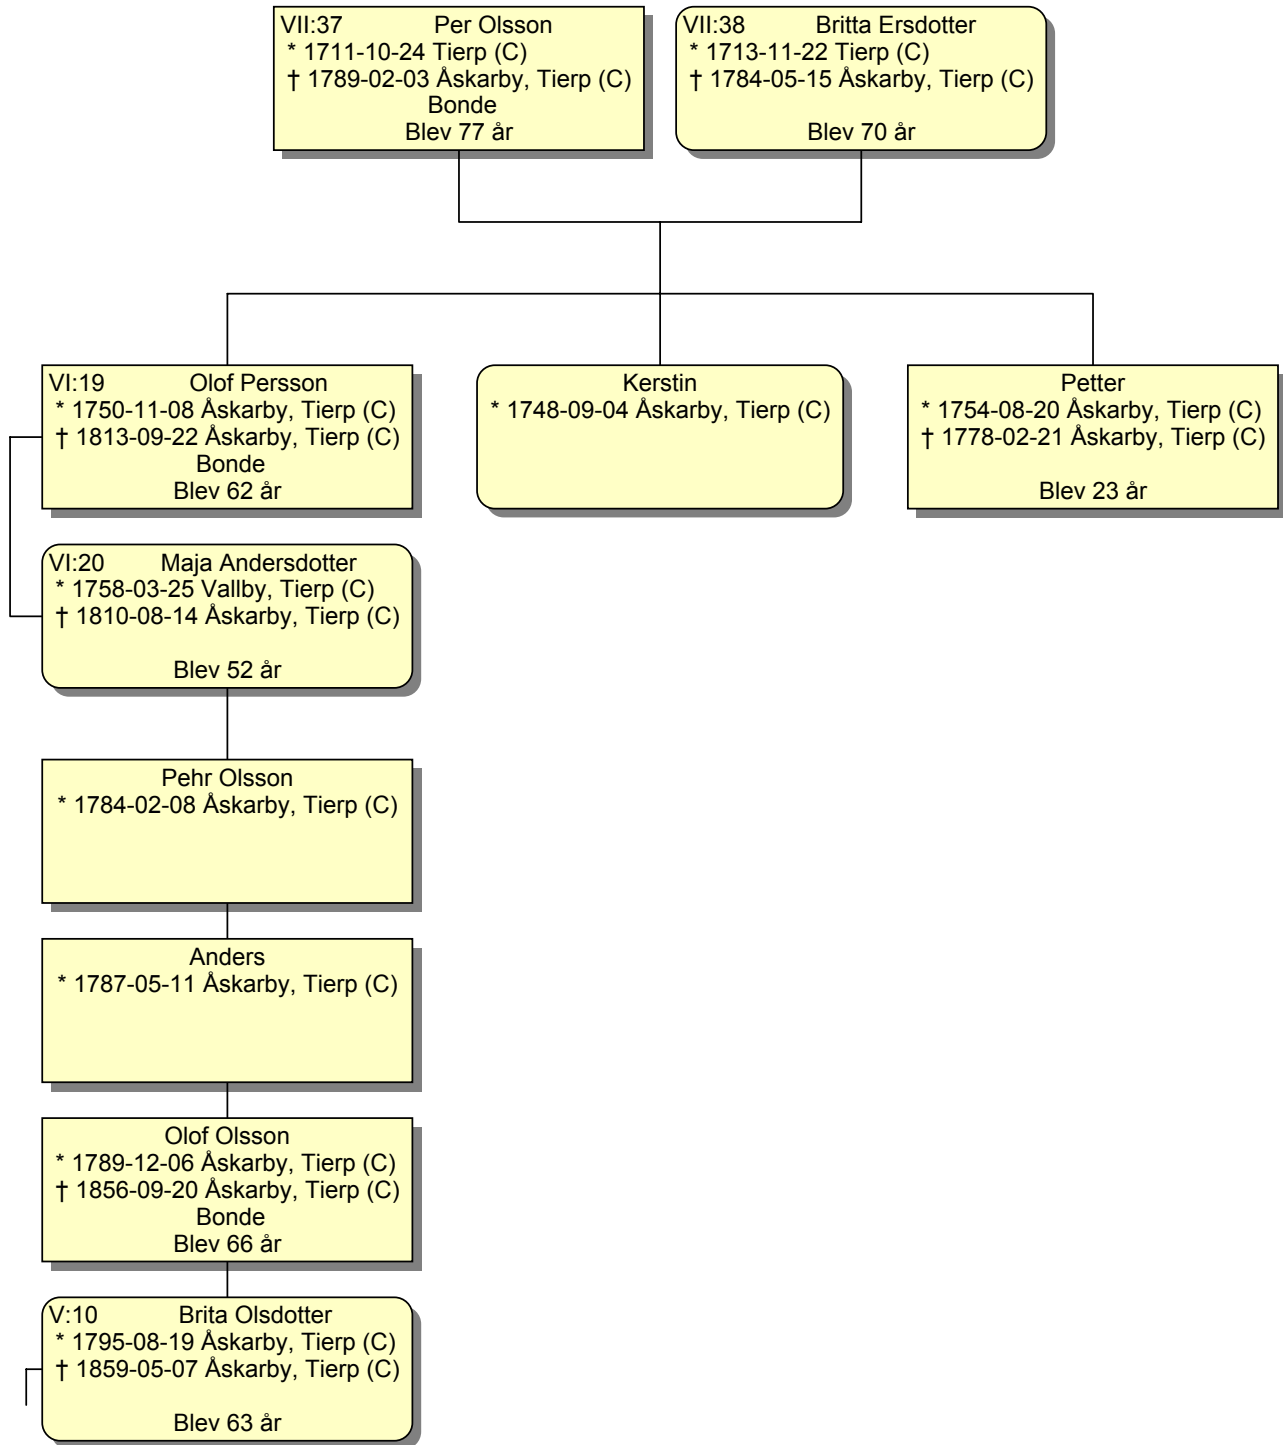 VII:37 Per Olsson
* 1711-10-24 Tierp (C)
† 1789-02-03 Åskarby, Tierp (C)
Bonde
Blev 77 år
VII:38 Britta Ersdotter
* 1713-11-22 Tierp (C)
† 1784-05-15 Åskarby, Tierp (C)
Blev 70 år
VI:19 Olof Persson
* 1750-11-08 Åskarby, Tierp (C)
† 1813-09-22 Åskarby, Tierp (C)
Bonde
Blev 62 år
Kerstin
* 1748-09-04 Åskarby, Tierp (C)
Petter
* 1754-08-20 Åskarby, Tierp (C)
† 1778-02-21 Åskarby, Tierp (C)
Blev 23 år
VI:20 Maja Andersdotter
* 1758-03-25 Vallby, Tierp (C)
† 1810-08-14 Åskarby, Tierp (C)
Blev 52 år
Pehr Olsson
* 1784-02-08 Åskarby, Tierp (C)
Anders
* 1787-05-11 Åskarby, Tierp (C)
Olof Olsson
* 1789-12-06 Åskarby, Tierp (C)
† 1856-09-20 Åskarby, Tierp (C)
Bonde
Blev 66 år
V:10 Brita Olsdotter
* 1795-08-19 Åskarby, Tierp (C)
† 1859-05-07 Åskarby, Tierp (C)
Blev 63 år